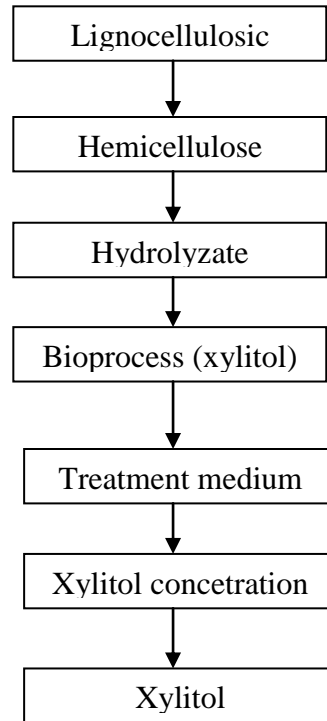 Lignocellulosic
Hemicellulose
Hydrolyzate
Bioprocess (xylitol)
Treatment medium
Xylitol concetration
Xylitol